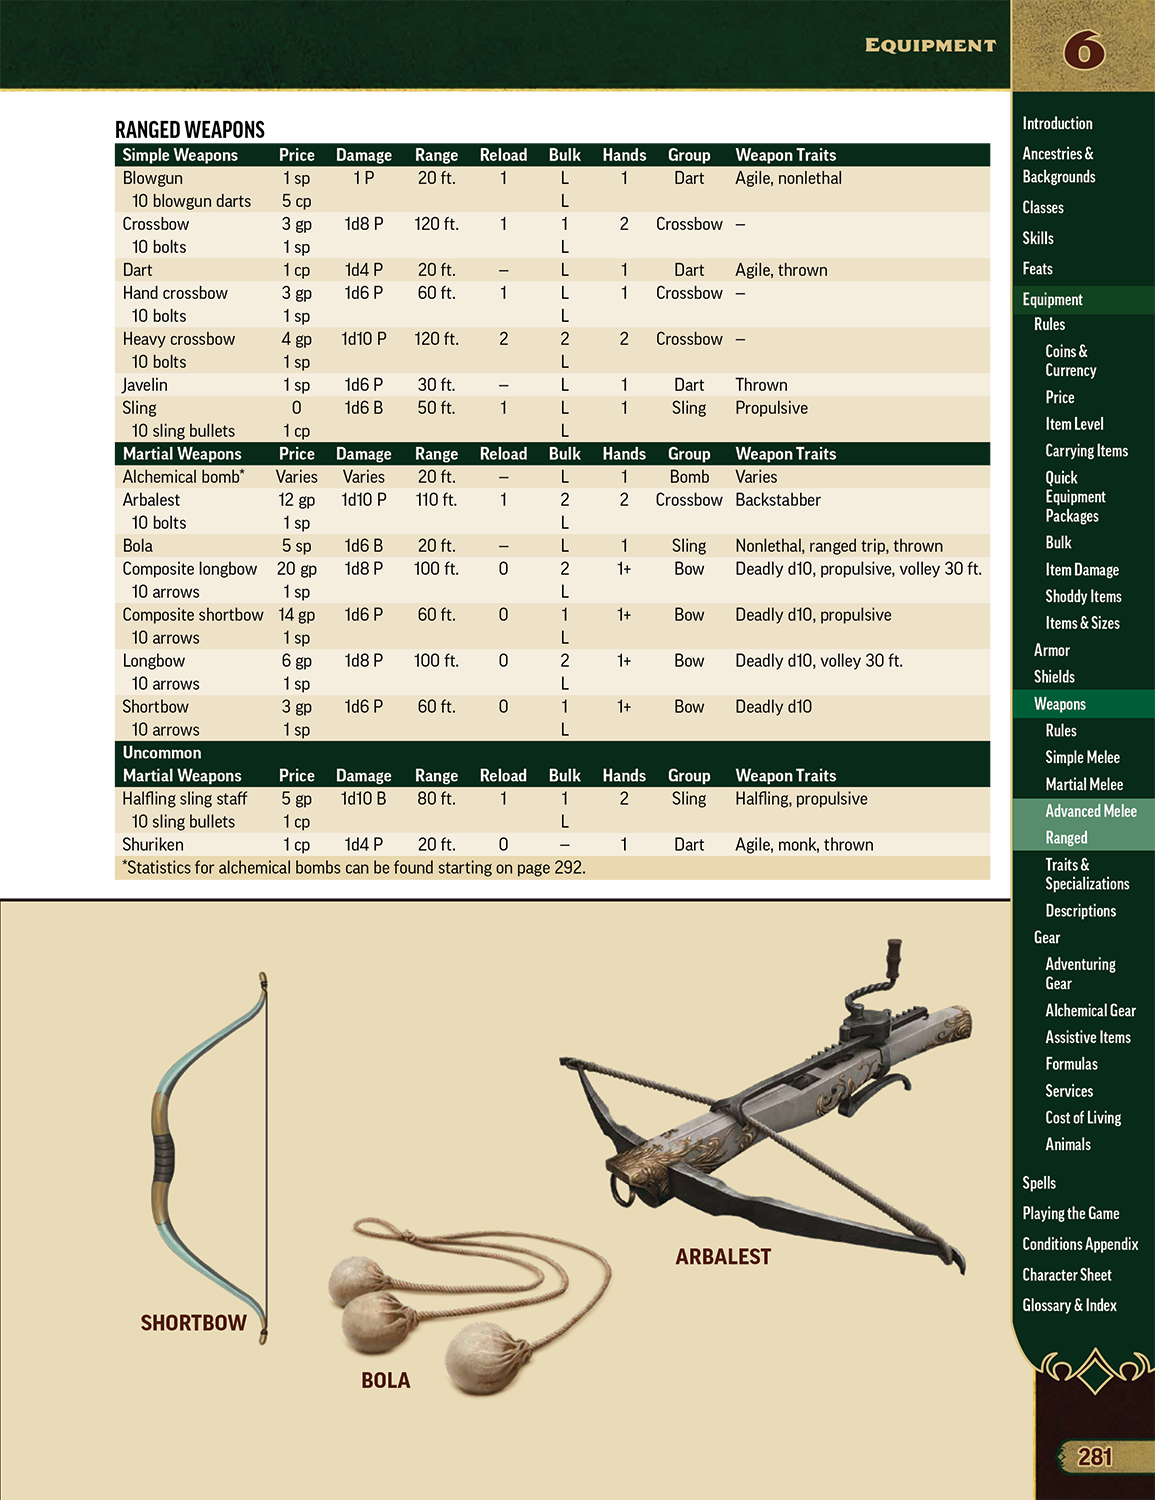 Equipment
6
RANGED WEAPONS
Simple Weapons Price Damage Range Reload Bulk Hands Group Weapon Traits
Blowgun 1 sp 1 P 20 ft. 1 L 1 Dart Agile, nonlethal
10 blowgun darts 5 cp L
Crossbow 3 gp 1d8 P 120 ft. 1 1 2 Crossbow —
10 bolts 1 sp L
Dart 1 cp 1d4 P 20 ft. — L 1 Dart Agile, thrown
Hand crossbow 3 gp 1d6 P 60 ft. 1 L 1 Crossbow —
10 bolts 1 sp L
Heavy crossbow 4 gp 1d10 P 120 ft. 2 2 2 Crossbow —
10 bolts 1 sp L
Javelin 1 sp 1d6 P 30 ft. — L 1 Dart Thrown
Sling 0 1d6 B 50 ft. 1 L 1 Sling Propulsive
10 sling bullets 1 cp L
Martial Weapons Price Damage Range Reload Bulk Hands Group Weapon Traits
Alchemical bomb* Varies Varies 20 ft. — L 1 Bomb Varies
Arbalest 12 gp 1d10 P 110 ft. 1 2 2 Crossbow Backstabber
10 bolts 1 sp L
Bola 5 sp 1d6 B 20 ft. — L 1 Sling Nonlethal, ranged trip, thrown
Composite longbow 20 gp 1d8 P 100 ft. 0 2 1+ Bow Deadly d10, propulsive, volley 30 ft.
10 arrows 1 sp L
Composite shortbow 14 gp 1d6 P 60 ft. 0 1 1+ Bow Deadly d10, propulsive
10 arrows 1 sp L
Longbow 6 gp 1d8 P 100 ft. 0 2 1+ Bow Deadly d10, volley 30 ft.
10 arrows 1 sp L
Shortbow 3 gp 1d6 P 60 ft. 0 1 1+ Bow Deadly d10
10 arrows 1 sp L
Uncommon
Martial Weapons Price Damage Range Reload Bulk Hands Group Weapon Traits
Halfling sling staff 5 gp 1d10 B 80 ft. 1 1 2 Sling Halfling, propulsive
10 sling bullets 1 cp L
Shuriken 1 cp 1d4 P 20 ft. 0 — 1 Dart Agile, monk, thrown
*Statistics for alchemical bombs can be found starting on page 292.
SHORTBOW
BOLA
ARBALEST
Introduction
Ancestries &
Backgrounds
Classes
Skills
Feats
Equipment
Rules
Coins &
Currency
Price
Item Level
Carrying Items
Quick
Equipment
Packages
Bulk
Item Damage
Shoddy Items
Items & Sizes
Armor
Shields
Weapons
Rules
Simple Melee
Martial Melee
Advanced Melee
Ranged
Traits &
Specializations
Descriptions
Gear
Adventuring
Gear
Alchemical Gear
Assistive Items
Formulas
Services
Cost of Living
Animals
Spells
Playing the Game
Conditions Appendix
Character Sheet
Glossary & Index
281